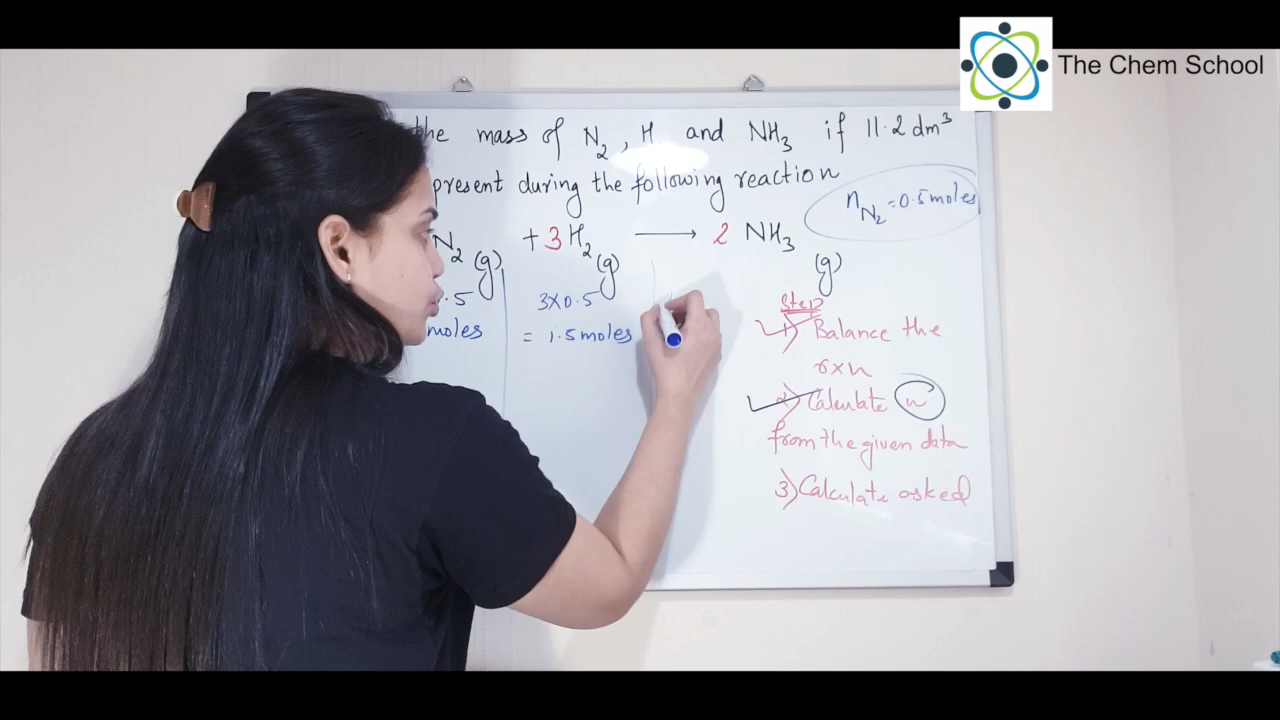 The Chem School
the mass of N₂, H and NH₃ if 11.2 dm³
present during the following reaction
n N₂ = 0.5 moles
N₂ (g) + 3 H₂ (g) ⟶ 2 NH₃ (g)
.5 3×0.5
moles = 1.5 moles
Step
1) Balance the
rxn
2) Calculate n
from the given data
3) Calculate asked